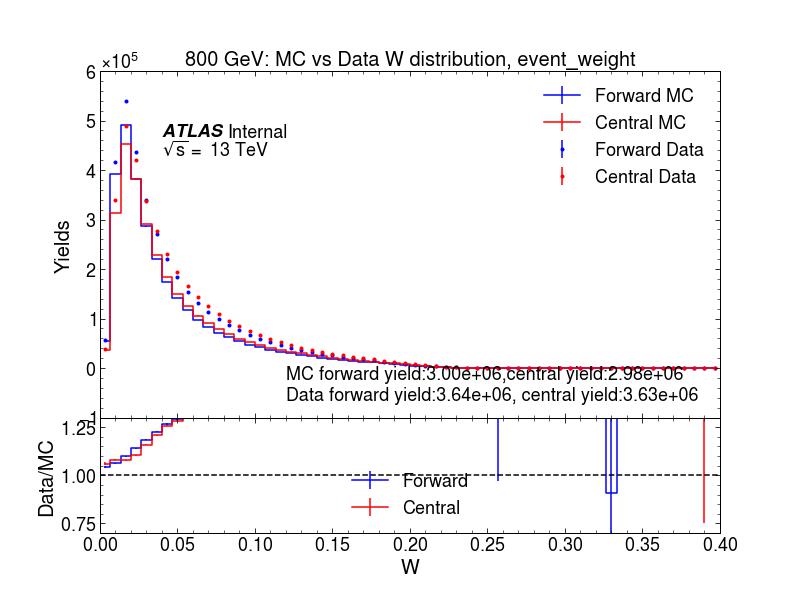 ×10⁵
800 GeV: MC vs Data W distribution, event_weight
6
5
4
3
2
1
0
1
Yields
ATLAS Internal
√s = 13 TeV
Forward MC
Central MC
Forward Data
Central Data
MC forward yield:3.00e+06,central yield:2.98e+06
Data forward yield:3.64e+06, central yield:3.63e+06
1.25
1.00
0.75
Data/MC
Forward
Central
0.00 0.05 0.10 0.15 0.20 0.25 0.30 0.35 0.40
W